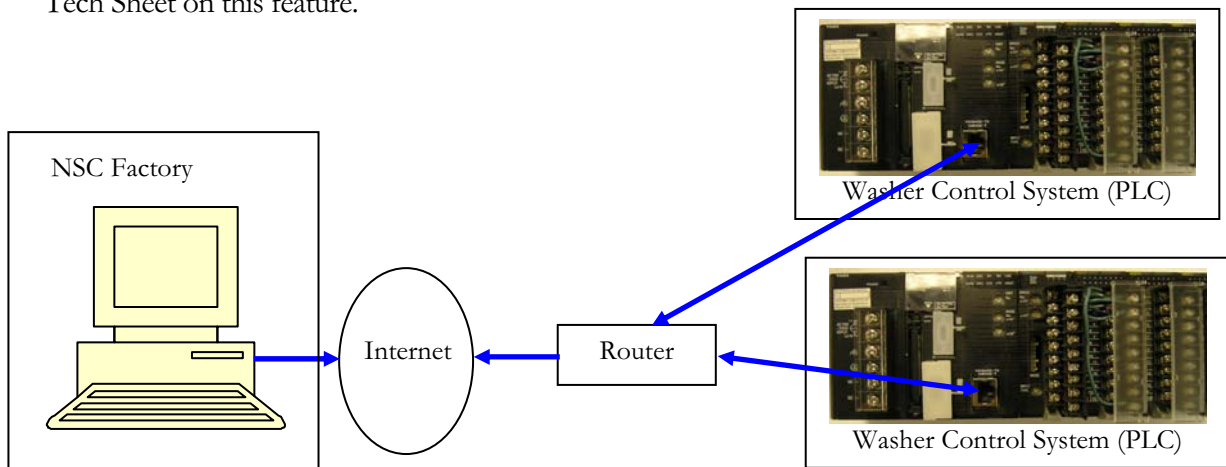 Tech Sheet on this feature.
NSC Factory
Internet
Router
Washer Control System (PLC)
Washer Control System (PLC)